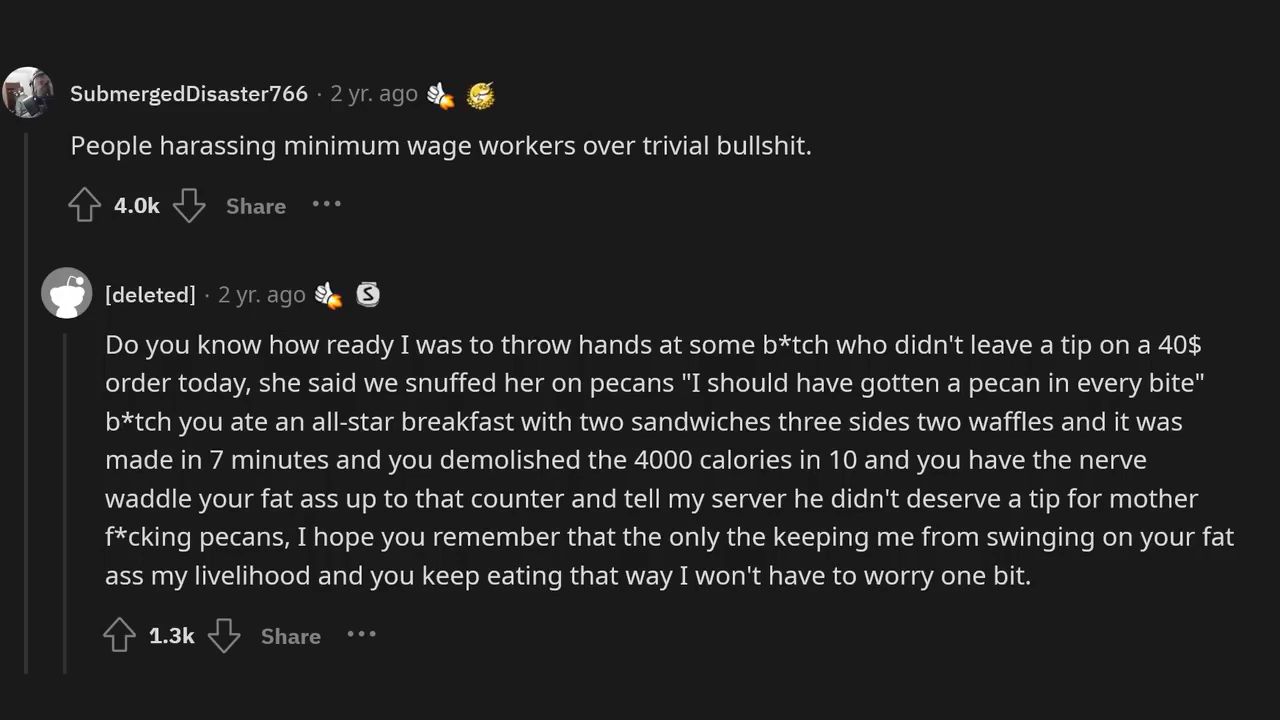 SubmergedDisaster766 · 2 yr. ago
People harassing minimum wage workers over trivial bullshit.
4.0k Share •••
[deleted] · 2 yr. ago S
Do you know how ready I was to throw hands at some b*tch who didn't leave a tip on a 40$
order today, she said we snuffed her on pecans "I should have gotten a pecan in every bite"
b*tch you ate an all-star breakfast with two sandwiches three sides two waffles and it was
made in 7 minutes and you demolished the 4000 calories in 10 and you have the nerve
waddle your fat ass up to that counter and tell my server he didn't deserve a tip for mother
f*cking pecans, I hope you remember that the only the keeping me from swinging on your fat
ass my livelihood and you keep eating that way I won't have to worry one bit.
1.3k Share •••